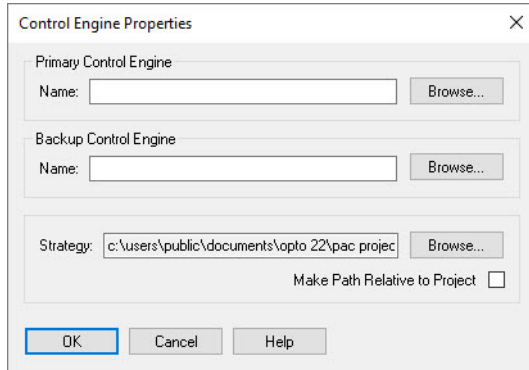 Control Engine Properties
Primary Control Engine
Name:
Browse...
Backup Control Engine
Name:
Browse...
Strategy: c:\users\public\documents\opto 22\pac projec Browse...
Make Path Relative to Project
OK Cancel Help